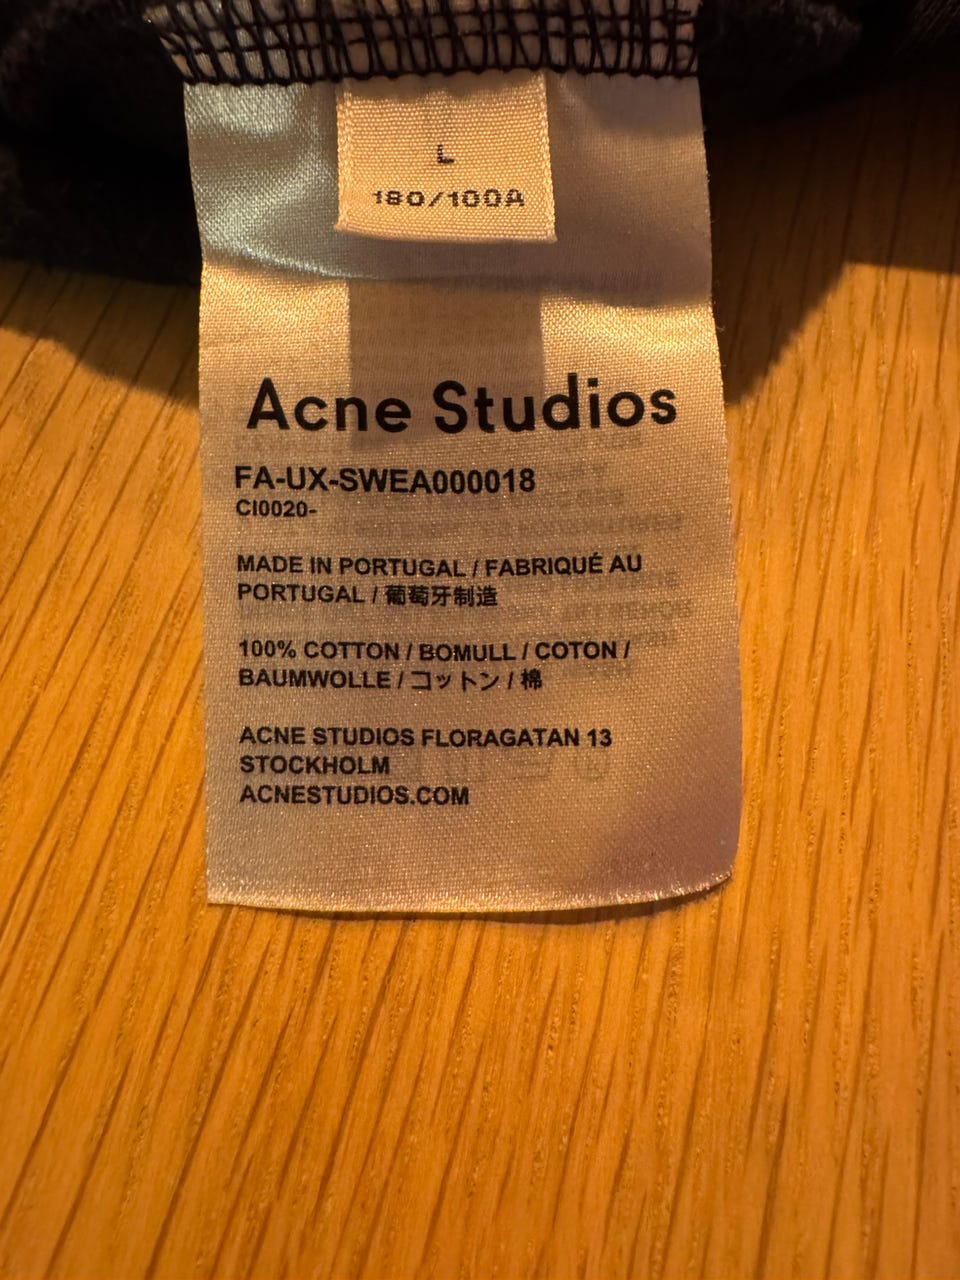 L
180/100A
Acne Studios
FA-UX-SWEA000018
CI0020-
MADE IN PORTUGAL / FABRIQUÉ AU
PORTUGAL / 葡萄牙制造
100% COTTON / BOMULL / COTON /
BAUMWOLLE / コットン / 棉
ACNE STUDIOS FLORAGATAN 13
STOCKHOLM
ACNESTUDIOS.COM